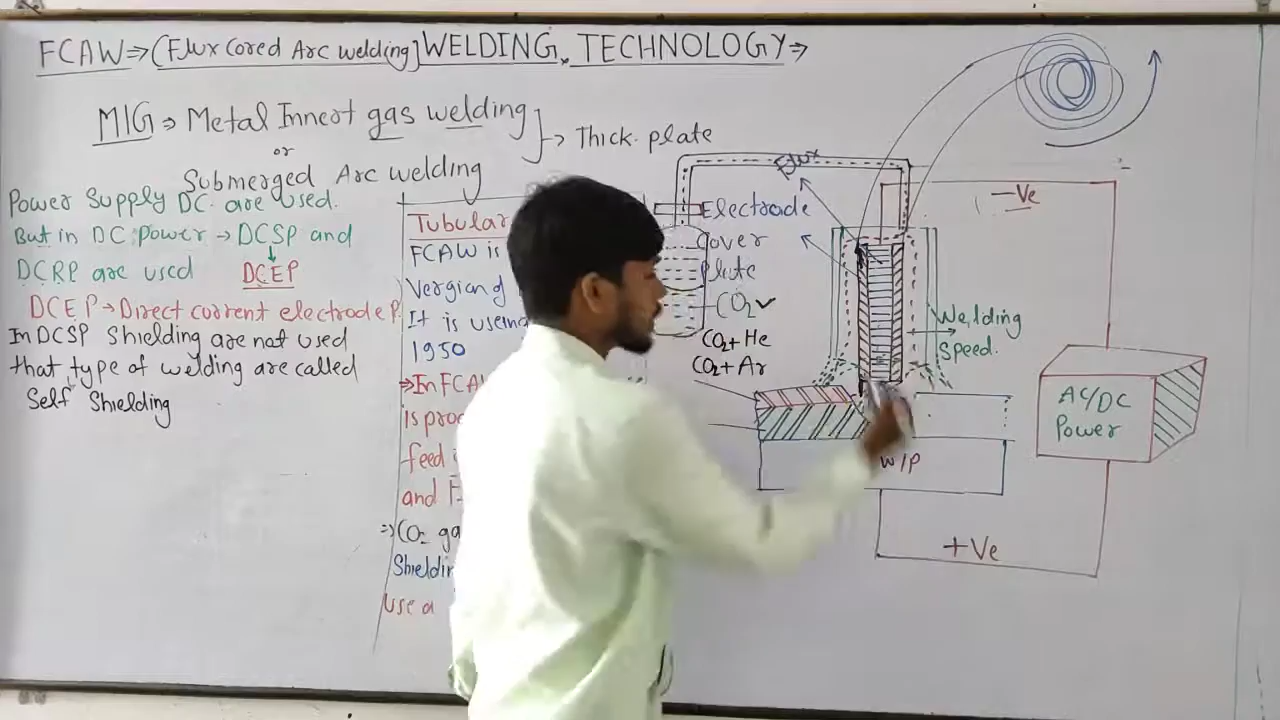 FCAW⇒(Flux Cored Arc welding] WELDING. TECHNOLOGY⇒
MIG ⇒ Metal Innert gas welding
or
Submerged Arc welding
→ Thick plate
Power Supply DC are used.
But in DC power → DCSP and
DCRP are used DCEP
DCEP → Direct current electrode P.
In DCSP Shielding are not used
that type of welding are called
Self Shielding
Tubular
FCAW is
Vergian of
It is useing
1950
⇒In FCA
is pro
feed
and
⇒ CO2 ga
Shieldin
use a
Flux
Electrode
Cover
Plate
CO2 ✓
CO2+He
CO2+Ar
Welding
Speed.
W/P
-Ve
+Ve
AC/DC
Power